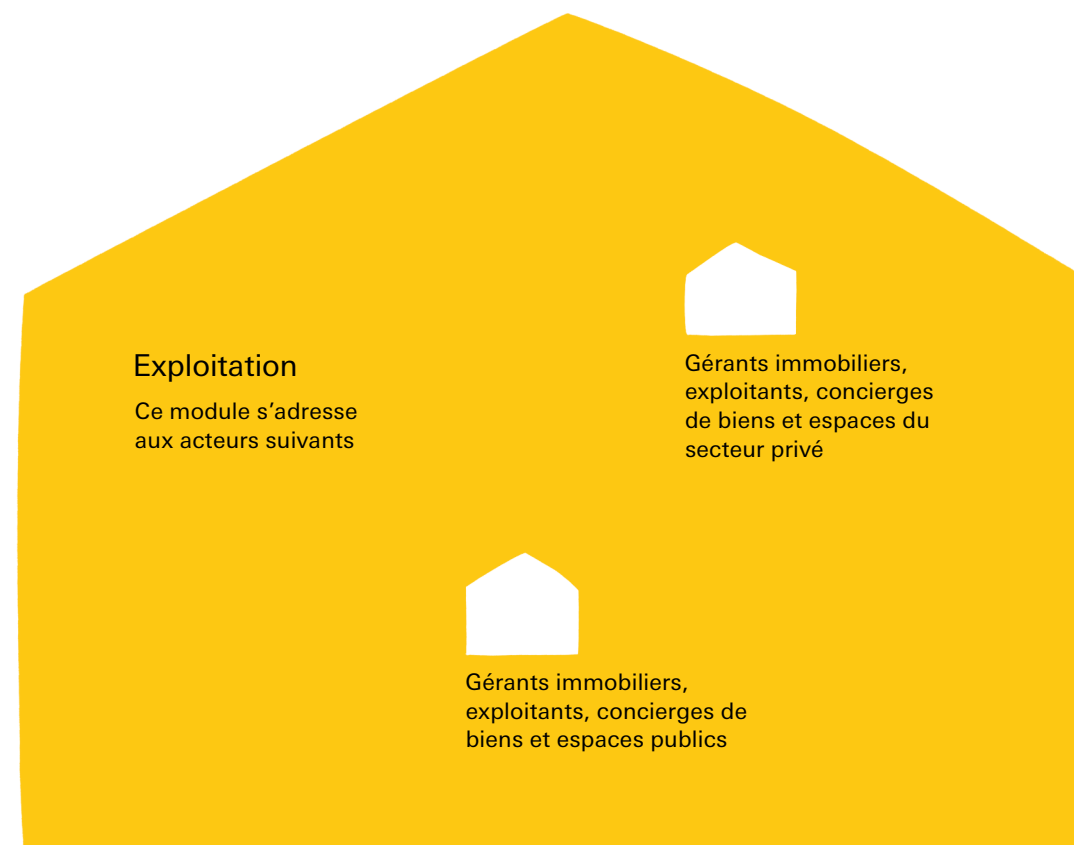 Exploitation
Ce module s’adresse
aux acteurs suivants
Gérants immobiliers,
exploitants, concierges
de biens et espaces du
secteur privé
Gérants immobiliers,
exploitants, concierges de
biens et espaces publics